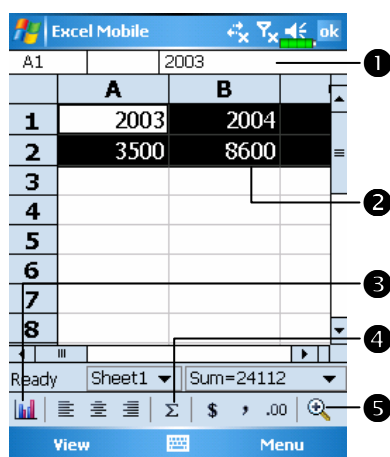 Excel Mobile ok
A1 2003 1
A B
1 2003 2004
2 3500 8600
3
2
4
5
6
3
7
8
4
Ready Sheet1 Sum=24112
Σ $ , .00 5
View Menu